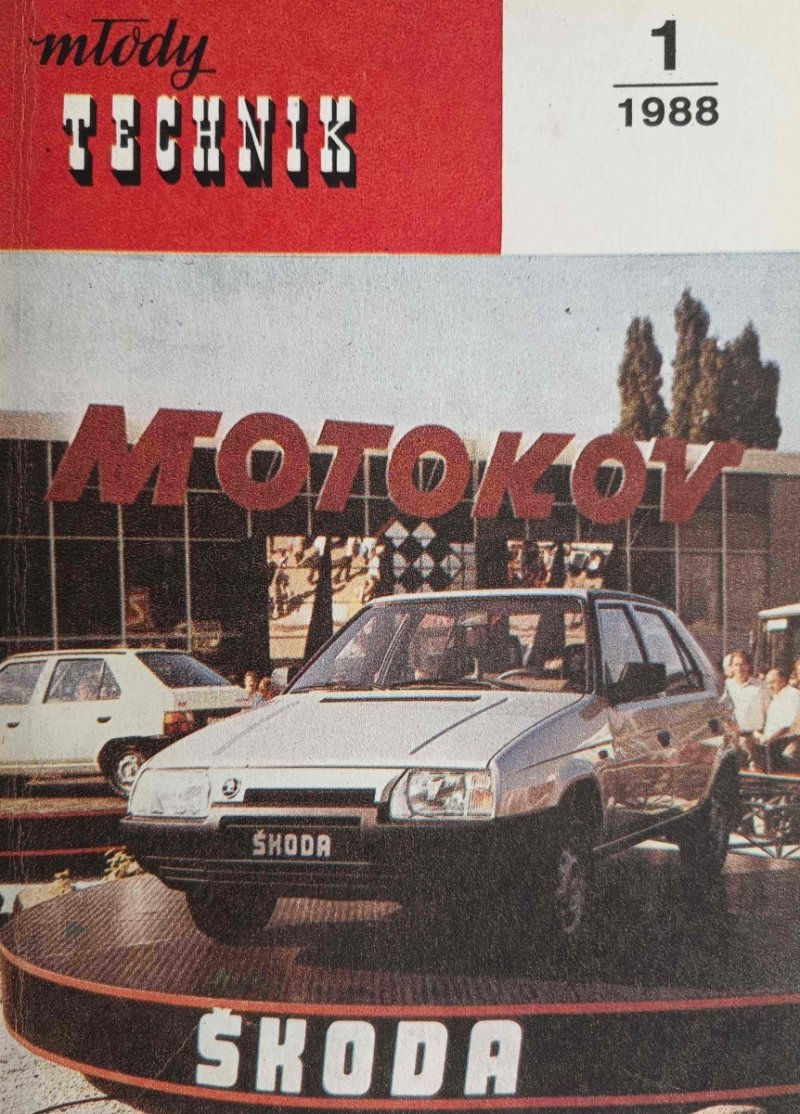 młody
TECHNIK
1
1988
MOTOKOV
ŠKODA
ŠKODA